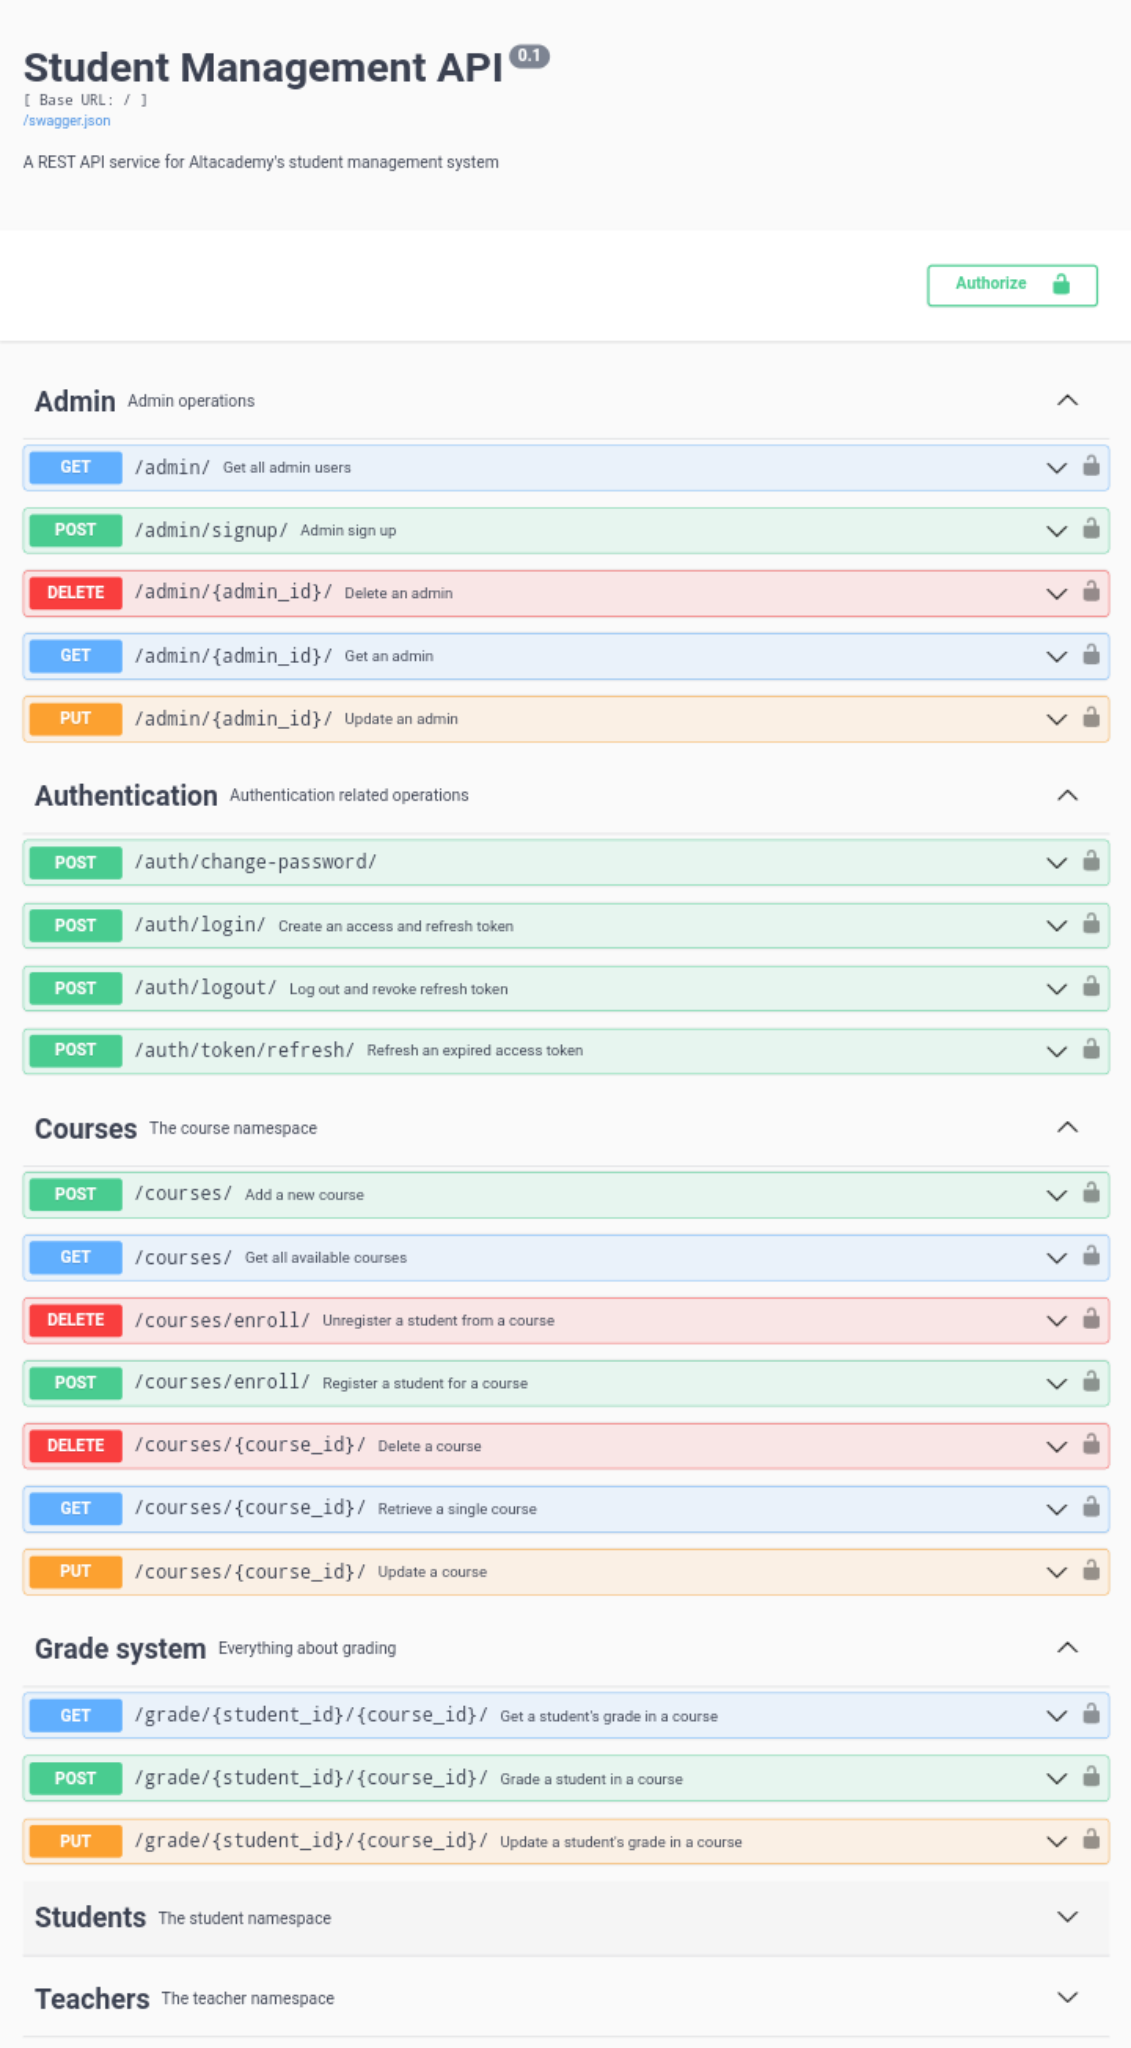 Student Management API 0.1
[ Base URL: / ]
/swagger.json
A REST API service for Altacademy's student management system
Authorize
Admin Admin operations
GET /admin/ Get all admin users
POST /admin/signup/ Admin sign up
DELETE /admin/{admin_id}/ Delete an admin
GET /admin/{admin_id}/ Get an admin
PUT /admin/{admin_id}/ Update an admin
Authentication Authentication related operations
POST /auth/change-password/
POST /auth/login/ Create an access and refresh token
POST /auth/logout/ Log out and revoke refresh token
POST /auth/token/refresh/ Refresh an expired access token
Courses The course namespace
POST /courses/ Add a new course
GET /courses/ Get all available courses
DELETE /courses/enroll/ Unregister a student from a course
POST /courses/enroll/ Register a student for a course
DELETE /courses/{course_id}/ Delete a course
GET /courses/{course_id}/ Retrieve a single course
PUT /courses/{course_id}/ Update a course
Grade system Everything about grading
GET /grade/{student_id}/{course_id}/ Get a student's grade in a course
POST /grade/{student_id}/{course_id}/ Grade a student in a course
PUT /grade/{student_id}/{course_id}/ Update a student's grade in a course
Students The student namespace
Teachers The teacher namespace